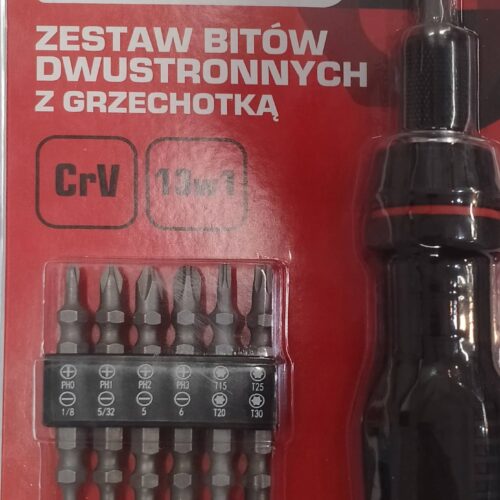 ZESTAW BITÓW
DWUSTRONNYCH
Z GRZECHOTKĄ
CrV 13w1
PH0 PH1 PH2 PH3 T15 T25
1/8 5/32 5 6 T20 T30